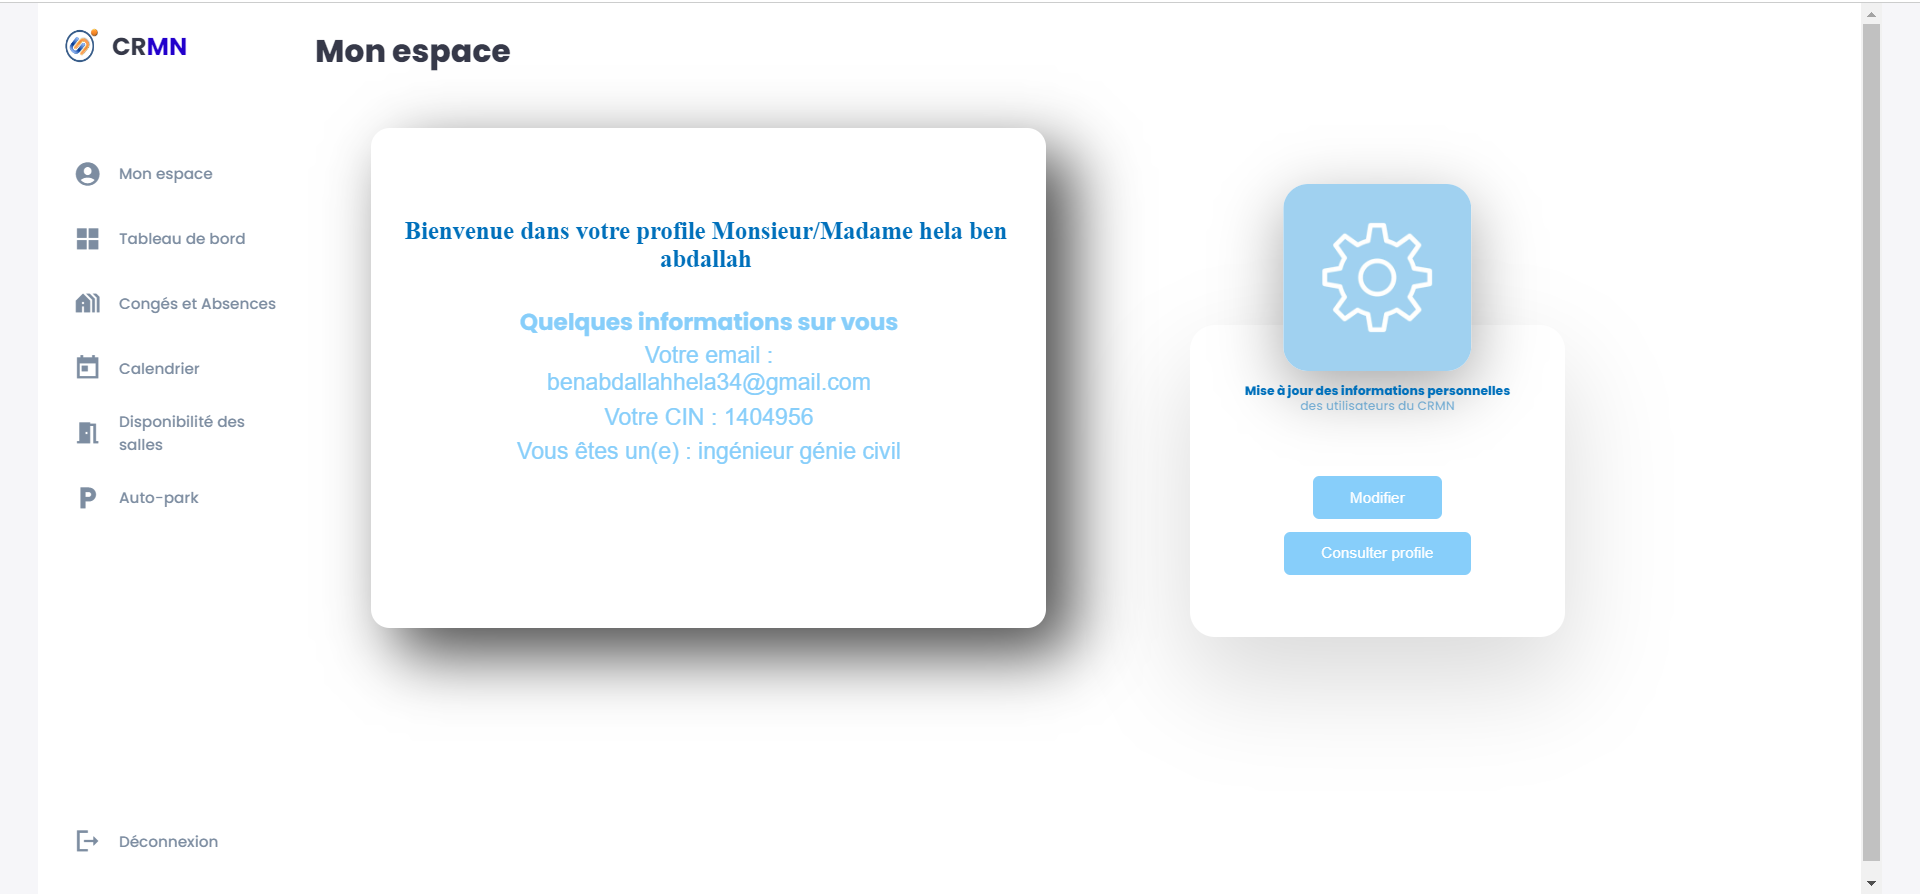 CRMN
Mon espace
Mon espace
Tableau de bord
Congés et Absences
Calendrier
Disponibilité des
salles
Auto-park
Déconnexion
Bienvenue dans votre profile Monsieur/Madame hela ben
abdallah
Quelques informations sur vous
Votre email :
benabdallahhela34@gmail.com
Votre CIN : 1404956
Vous êtes un(e) : ingénieur génie civil
Mise à jour des informations personnelles
des utilisateurs du CRMN
Modifier
Consulter profile